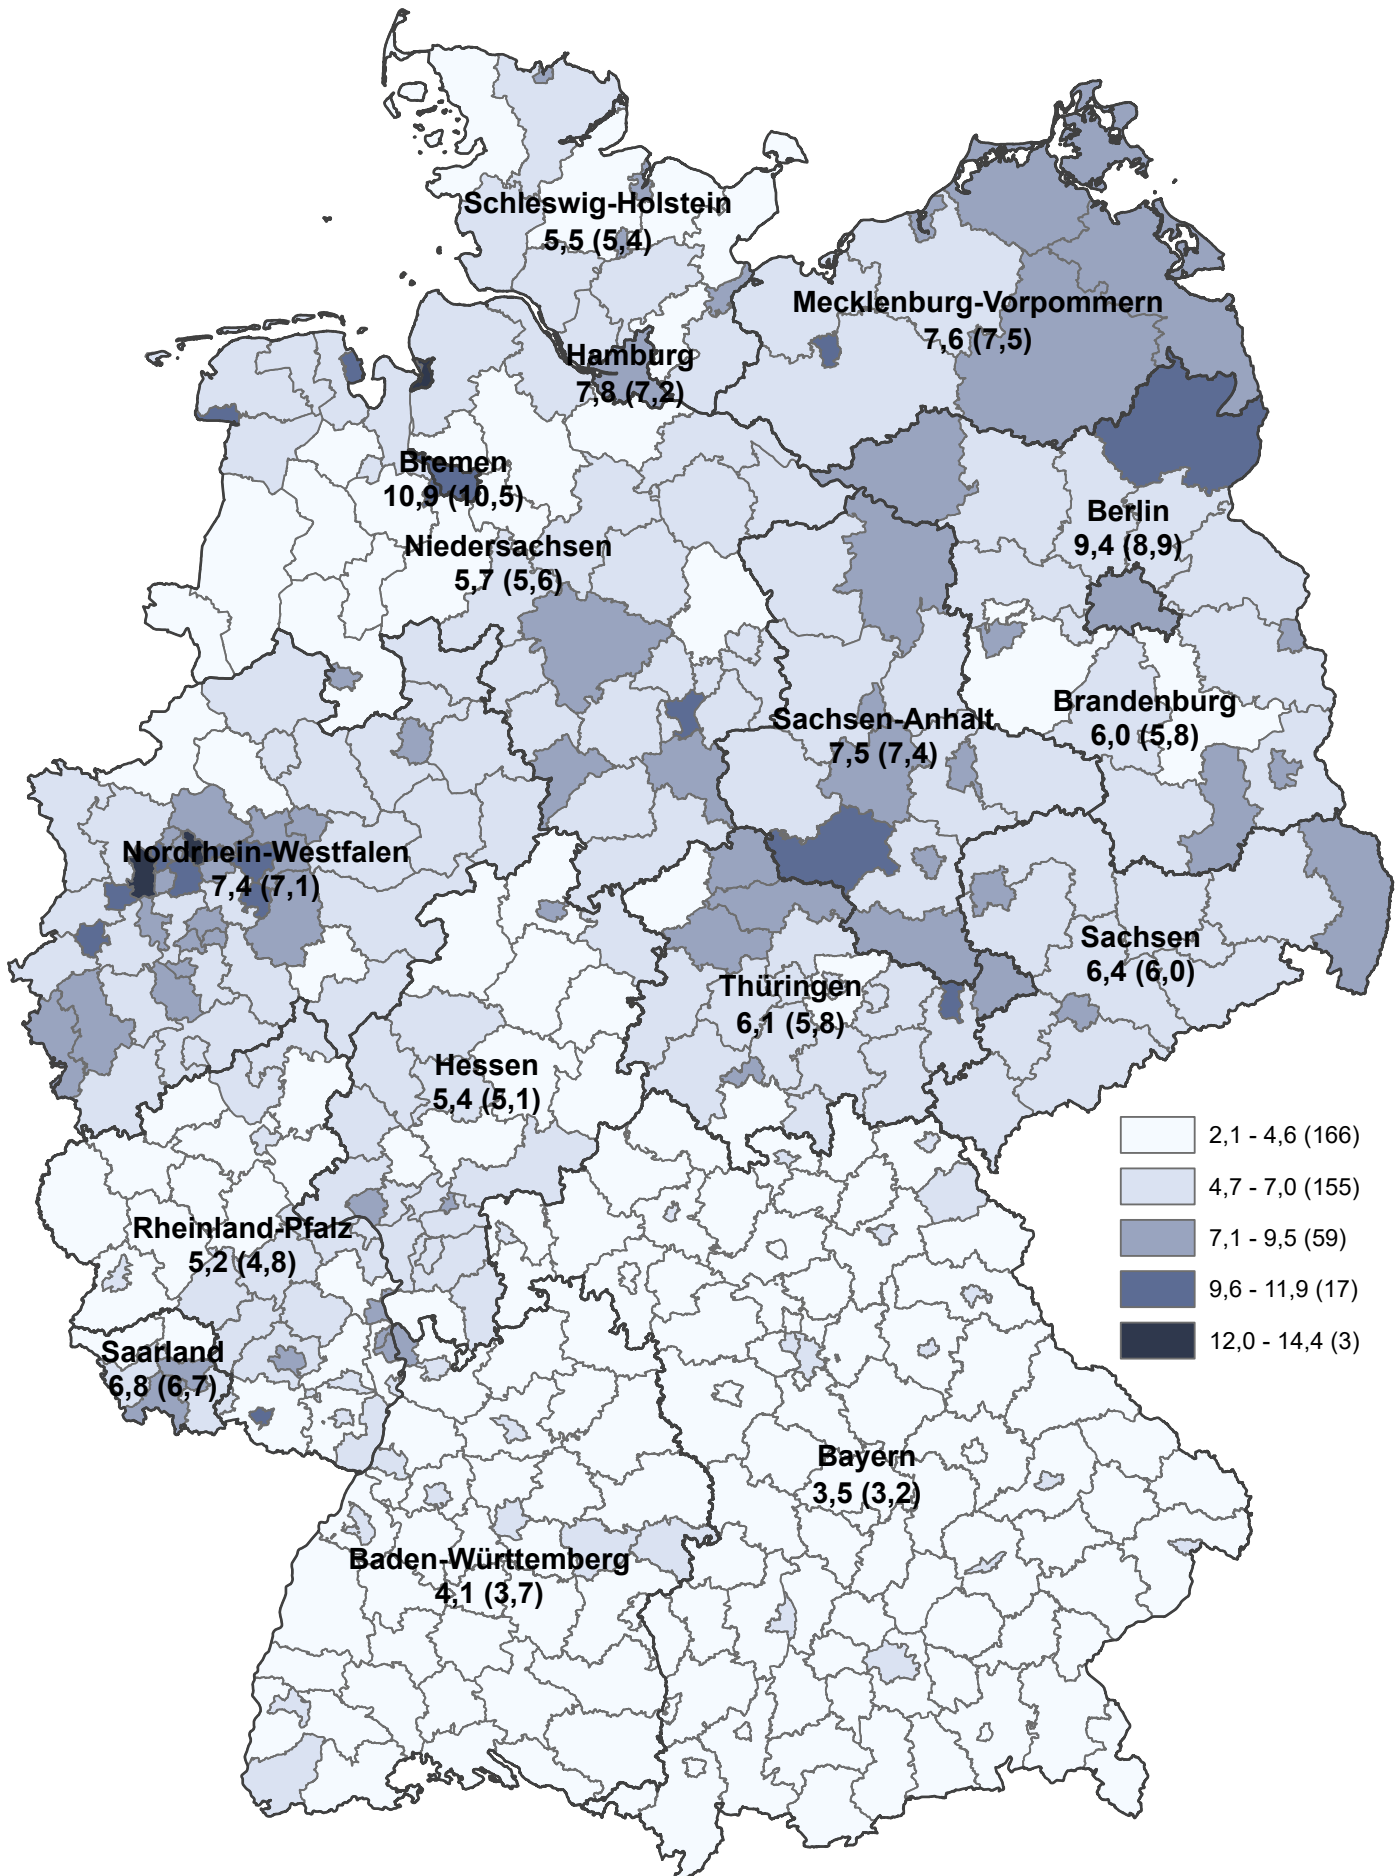 Schleswig-Holstein
5,5 (5,4)
Mecklenburg-Vorpommern
7,6 (7,5)
Hamburg
7,8 (7,2)
Bremen
10,9 (10,5)
Berlin
9,4 (8,9)
Niedersachsen
5,7 (5,6)
Brandenburg
6,0 (5,8)
Sachsen-Anhalt
7,5 (7,4)
Nordrhein-Westfalen
7,4 (7,1)
Sachsen
6,4 (6,0)
Thüringen
6,1 (5,8)
Hessen
5,4 (5,1)
2,1 - 4,6 (166)
4,7 - 7,0 (155)
7,1 - 9,5 (59)
9,6 - 11,9 (17)
12,0 - 14,4 (3)
Rheinland-Pfalz
5,2 (4,8)
Saarland
6,8 (6,7)
Bayern
3,5 (3,2)
Baden-Württemberg
4,1 (3,7)